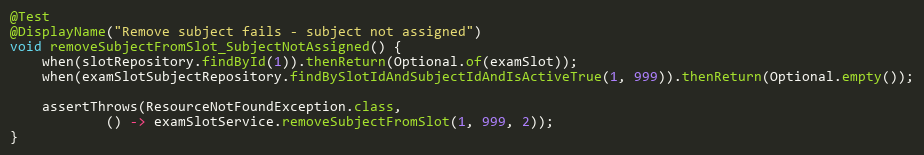 @Test
@DisplayName("Remove subject fails - subject not assigned")
void removeSubjectFromSlot_SubjectNotAssigned() {
    when(slotRepository.findById(1)).thenReturn(Optional.of(examSlot));
    when(examSlotSubjectRepository.findBySlotIdAndSubjectIdAndIsActiveTrue(1, 999)).thenReturn(Optional.empty());

    assertThrows(ResourceNotFoundException.class,
            () -> examSlotService.removeSubjectFromSlot(1, 999, 2));
}